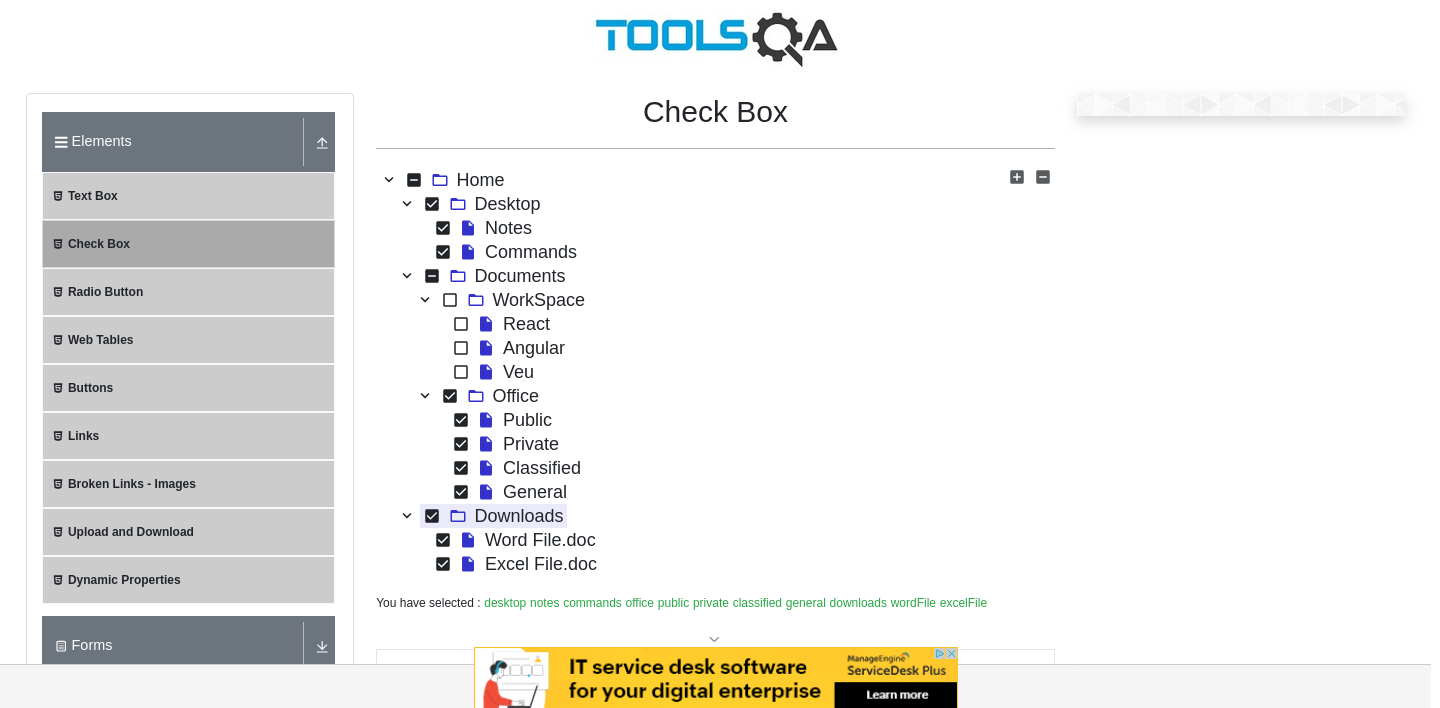 TOOLSQA
Elements
Text Box
Check Box
Radio Button
Web Tables
Buttons
Links
Broken Links - Images
Upload and Download
Dynamic Properties
Forms
Check Box
Home
Desktop
Notes
Commands
Documents
WorkSpace
React
Angular
Veu
Office
Public
Private
Classified
General
Downloads
Word File.doc
Excel File.doc
You have selected : desktop notes commands office public private classified general downloads wordFile excelFile
IT service desk software
for your digital enterprise
ManageEngine
ServiceDesk Plus
Learn more